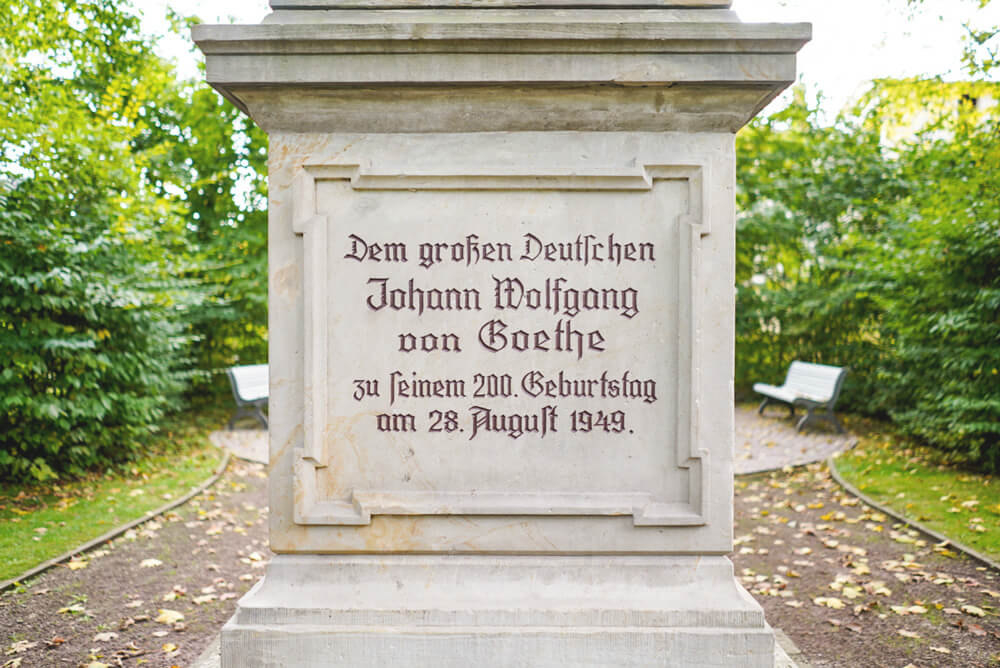 Dem großen Deutſchen
Johann Wolfgang
von Goethe
zu ſeinem 200. Geburtstag
am 28. Auguſt 1949.